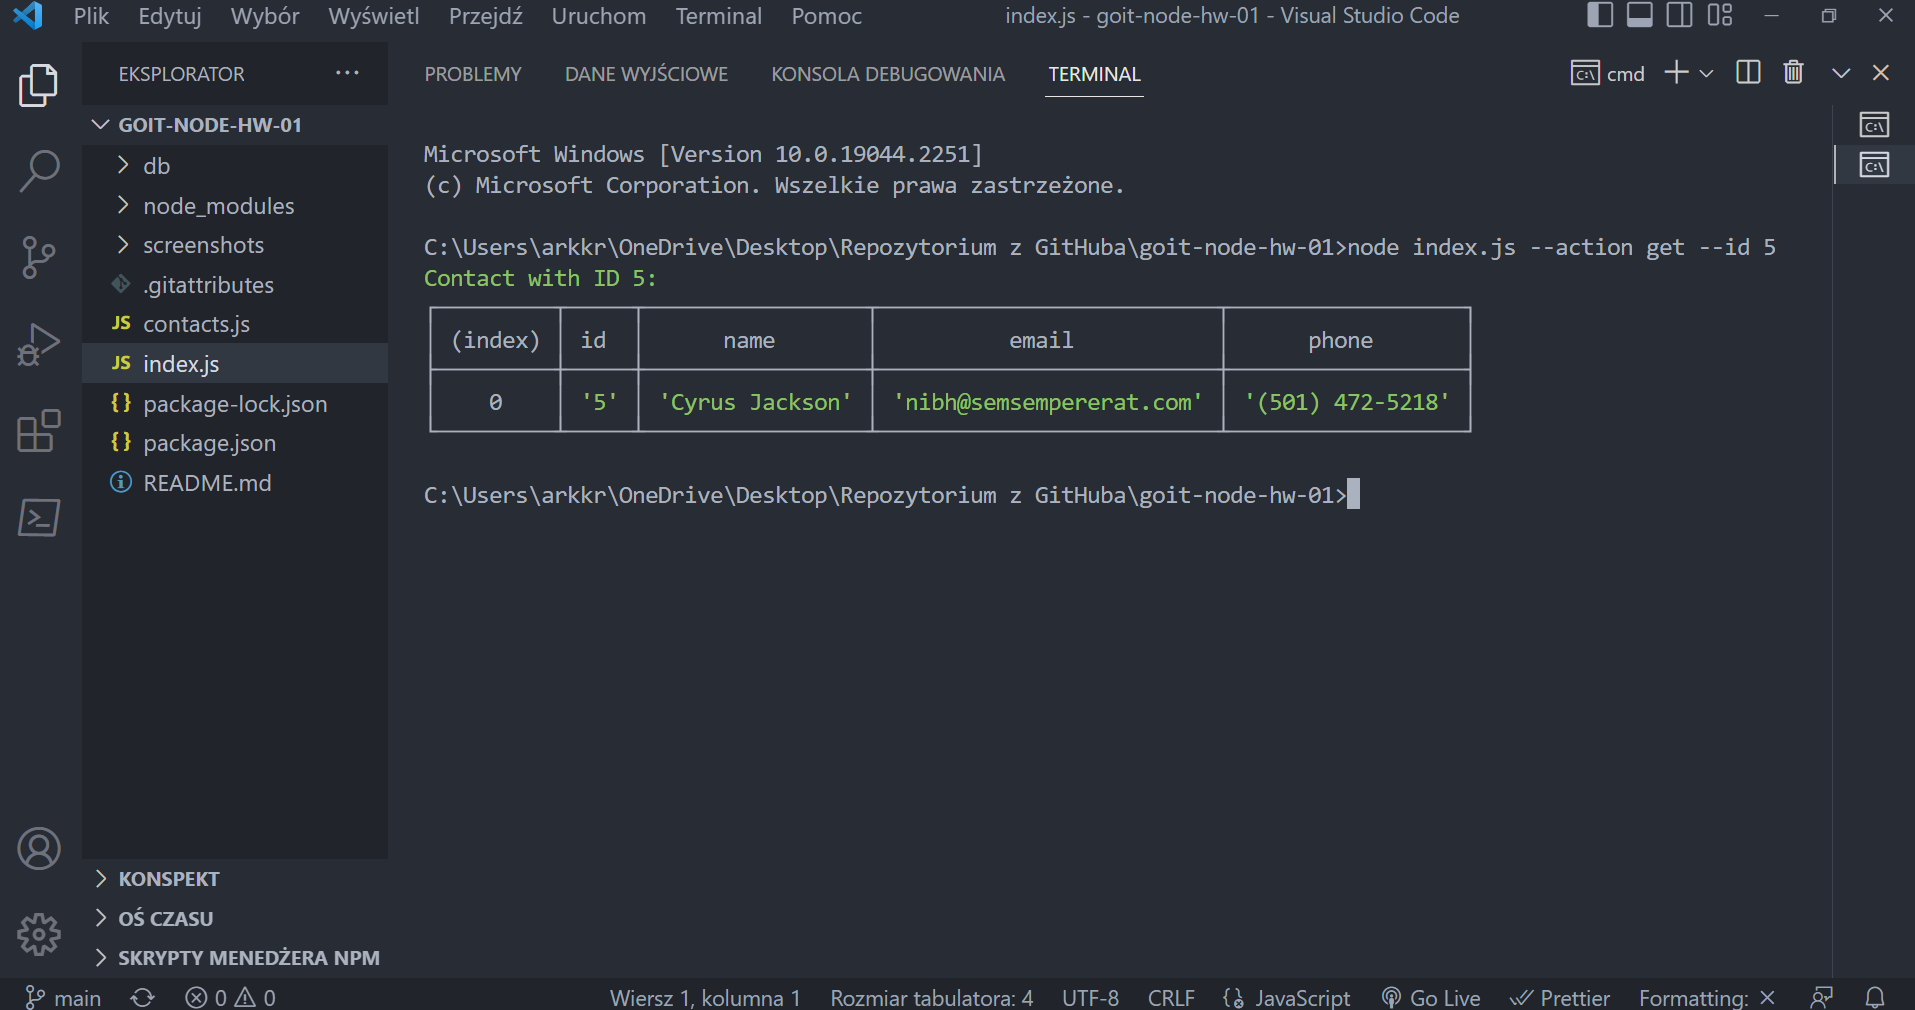 Plik Edytuj Wybór Wyświetl Przejdź Uruchom Terminal Pomoc index.js - goit-node-hw-01 - Visual Studio Code
EKSPLORATOR ···
GOIT-NODE-HW-01
db
node_modules
screenshots
.gitattributes
JS contacts.js
JS index.js
{} package-lock.json
{} package.json
README.md
KONSPEKT
OŚ CZASU
SKRYPTY MENEDŻERA NPM
PROBLEMY DANE WYJŚCIOWE KONSOLA DEBUGOWANIA TERMINAL cmd
Microsoft Windows [Version 10.0.19044.2251]
(c) Microsoft Corporation. Wszelkie prawa zastrzeżone.
C:\Users\arkkr\OneDrive\Desktop\Repozytorium z GitHuba\goit-node-hw-01>node index.js --action get --id 5
Contact with ID 5:
(index) id name email phone
0 '5' 'Cyrus Jackson' 'nibh@semsempererat.com' '(501) 472-5218'
C:\Users\arkkr\OneDrive\Desktop\Repozytorium z GitHuba\goit-node-hw-01>
main 0 0 Wiersz 1, kolumna 1 Rozmiar tabulatora: 4 UTF-8 CRLF JavaScript Go Live Prettier Formatting: ×